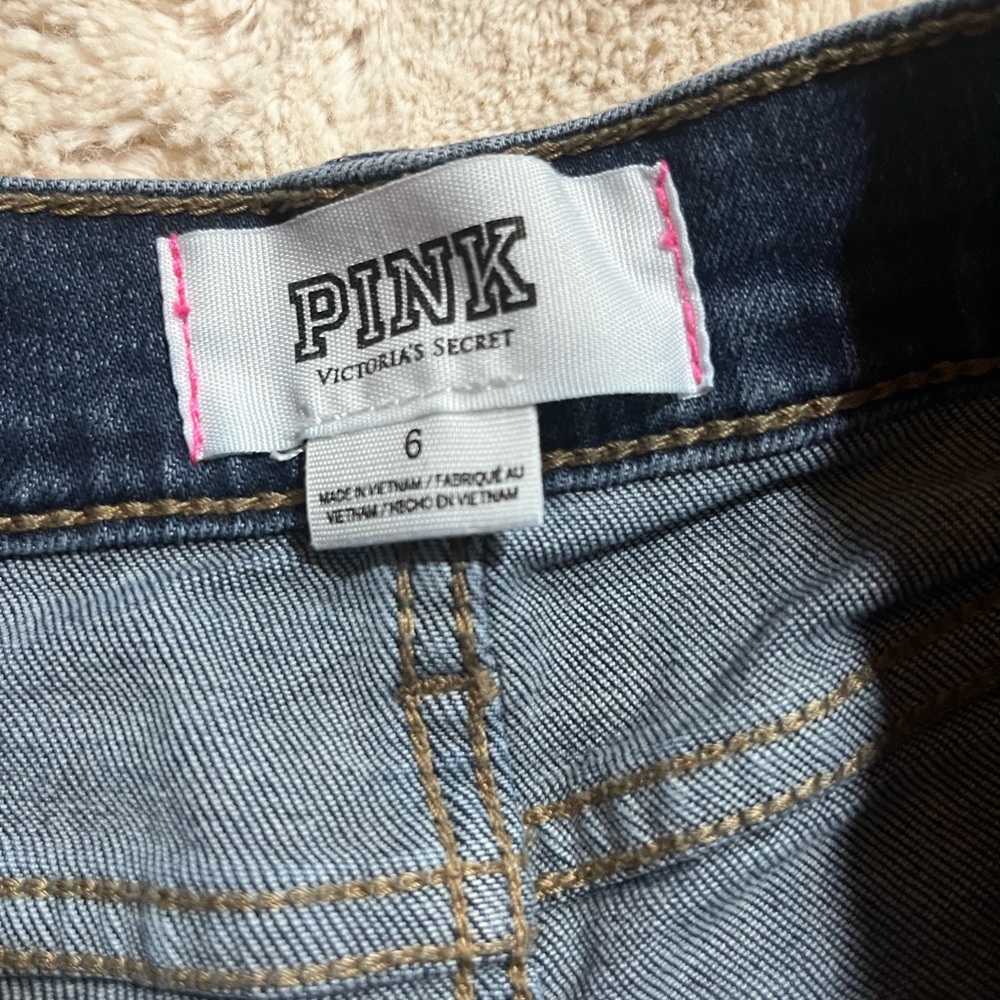 PINK
VICTORIA'S SECRET
6
MADE IN VIETNAM / FABRIQUÉ AU
VIETNAM / HECHO EN VIETNAM